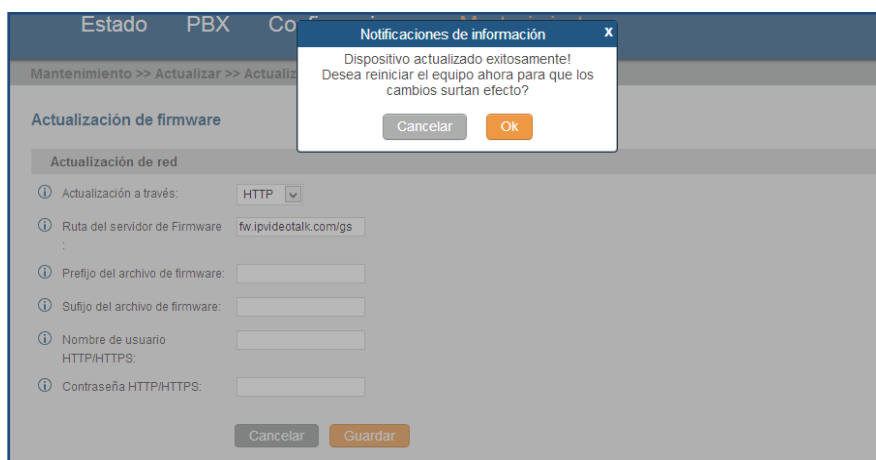 Estado PBX
Notificaciones de información x
Dispositivo actualizado exitosamente!
Desea reiniciar el equipo ahora para que los
cambios surtan efecto?
Cancelar Ok
Mantenimiento >> Actualizar >>
Actualización de firmware
Actualización de red
Actualización a través: HTTP
Ruta del servidor de Firmware fw.ipvideotalk.com/gs
:
Prefijo del archivo de firmware:
Sufijo del archivo de firmware:
Nombre de usuario
HTTP/HTTPS:
Contraseña HTTP/HTTPS:
Cancelar Guardar